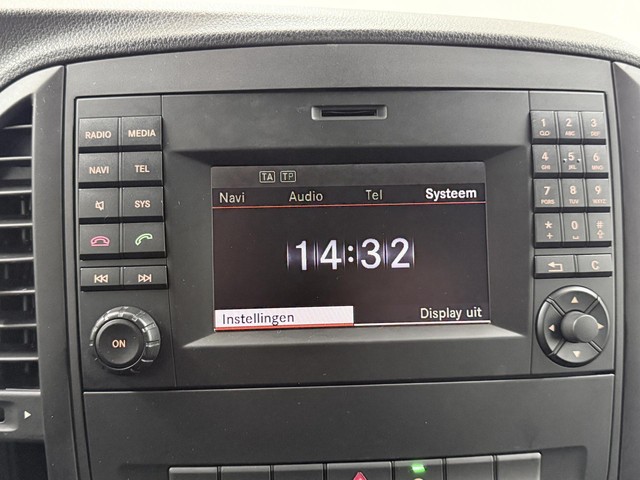 RADIO MEDIA
NAVI TEL
SYS
ON
TA TP
Navi Audio Tel Systeem
14:32
Instellingen Display uit
1 2 ABC 3 DEF
4 GHI 5 JKL 6 MNO
7 PQRS 8 TUV 9 WXYZ
* + 0 #
C